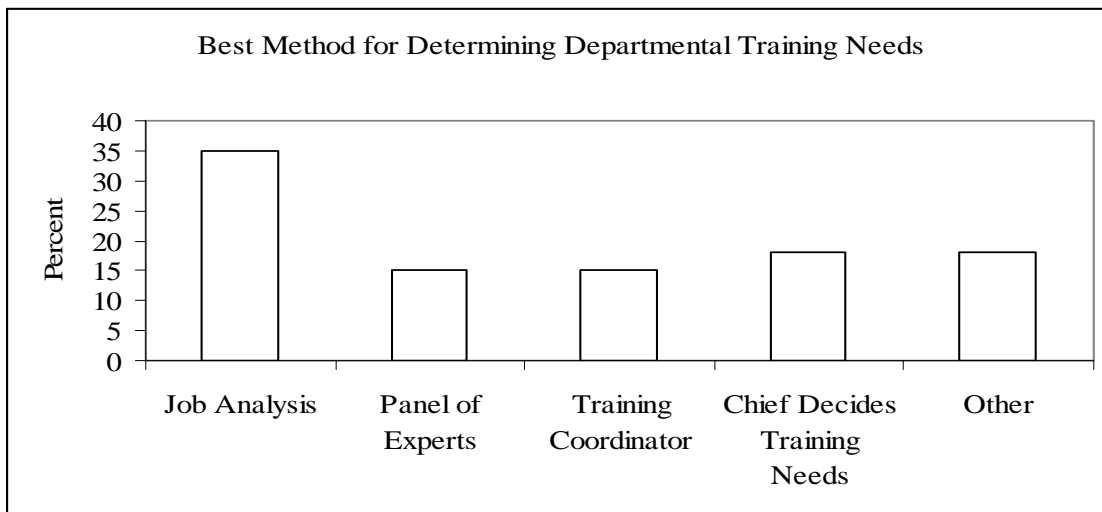 Best Method for Determining Departmental Training Needs
40
35
30
25
20
15
10
5
0
Percent
Job Analysis
Panel of
Experts
Training
Coordinator
Chief Decides
Training
Needs
Other